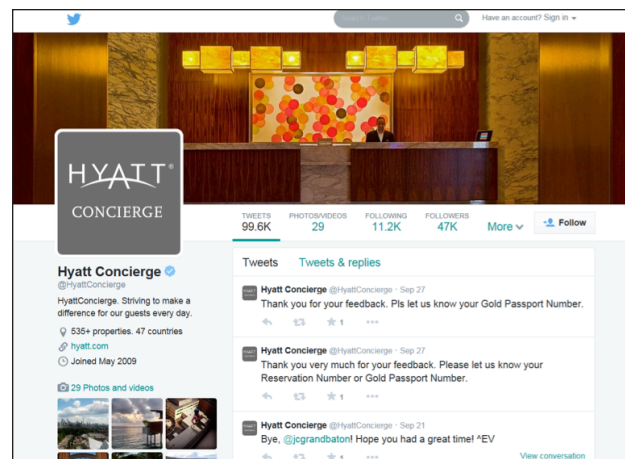 Search Twitter
Have an account? Sign in
HYATT®
CONCIERGE
TWEETS PHOTOS/VIDEOS FOLLOWING FOLLOWERS
99.6K 29 11.2K 47K More Follow
Hyatt Concierge
@HyattConcierge
HyattConcierge. Striving to make a
difference for our guests every day.
535+ properties. 47 countries
hyatt.com
Joined May 2009
29 Photos and videos
Tweets Tweets & replies
Hyatt Concierge @HyattConcierge · Sep 27
Thank you for your feedback. Pls let us know your Gold Passport Number.
1
Hyatt Concierge @HyattConcierge · Sep 27
Thank you very much for your feedback. Please let us know your
Reservation Number or Gold Passport Number.
1
Hyatt Concierge @HyattConcierge · Sep 21
Bye, @jcgrandbaton! Hope you had a great time! ^EV
1
View conversation